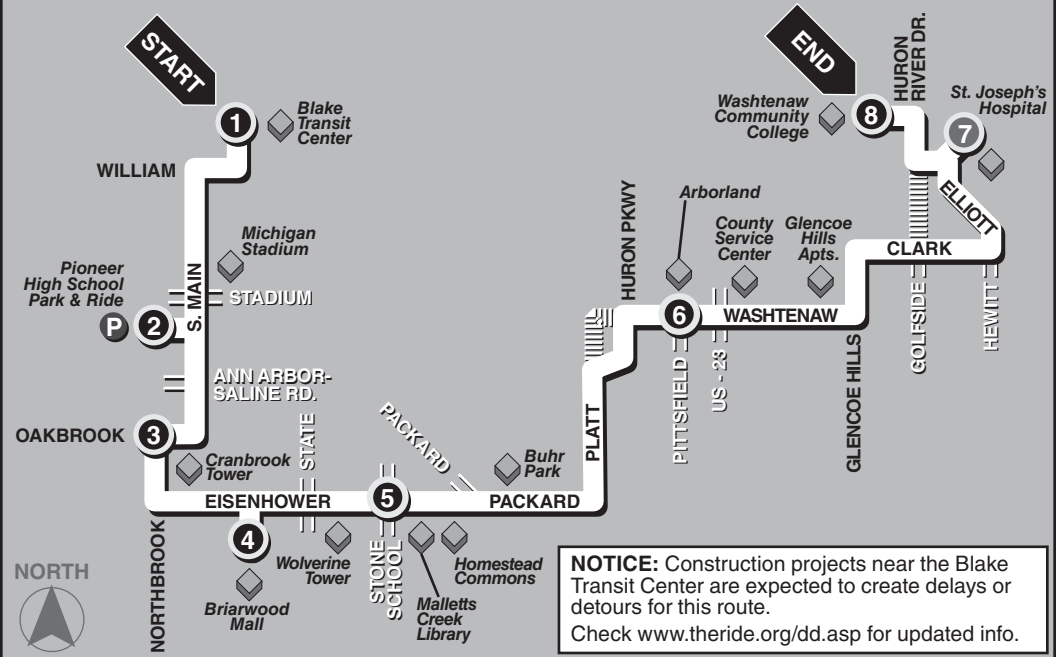 START
1
Blake
Transit
Center
WILLIAM
Michigan
Stadium
Pioneer
High School
Park & Ride
P
2
S. MAIN
STADIUM
ANN ARBOR-
SALINE RD.
OAKBROOK
3
Cranbrook
Tower
STATE
PACKARD
EISENHOWER
4
Briarwood
Mall
NORTHBROOK
Wolverine
Tower
5
STONE
SCHOOL
Malletts
Creek
Library
Homestead
Commons
Buhr
Park
PACKARD
PLATT
HURON PKWY
Arborland
6
PITTSFIELD
US - 23
County
Service
Center
Glencoe
Hills
Apts.
WASHTENAW
GLENCOE HILLS
CLARK
GOLFSIDE
HEWITT
ELLIOTT
7
St. Joseph's
Hospital
HURON
RIVER DR.
8
Washtenaw
Community
College
END
NORTH
NOTICE: Construction projects near the Blake
Transit Center are expected to create delays or
detours for this route.
Check www.theride.org/dd.asp for updated info.